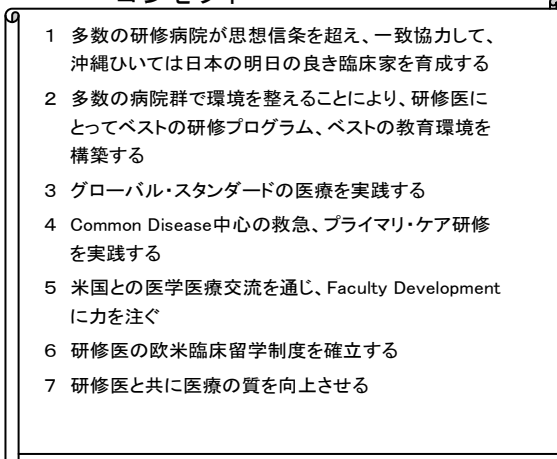 コンセプト
1 多数の研修病院が思想信条を超え、一致協力して、
沖縄ひいては日本の明日の良き臨床家を育成する
2 多数の病院群で環境を整えることにより、研修医に
とってベストの研修プログラム、ベストの教育環境を
構築する
3 グローバル・スタンダードの医療を実践する
4 Common Disease中心の救急、プライマリ・ケア研修
を実践する
5 米国との医学医療交流を通じ、Faculty Development
に力を注ぐ
6 研修医の欧米臨床留学制度を確立する
7 研修医と共に医療の質を向上させる